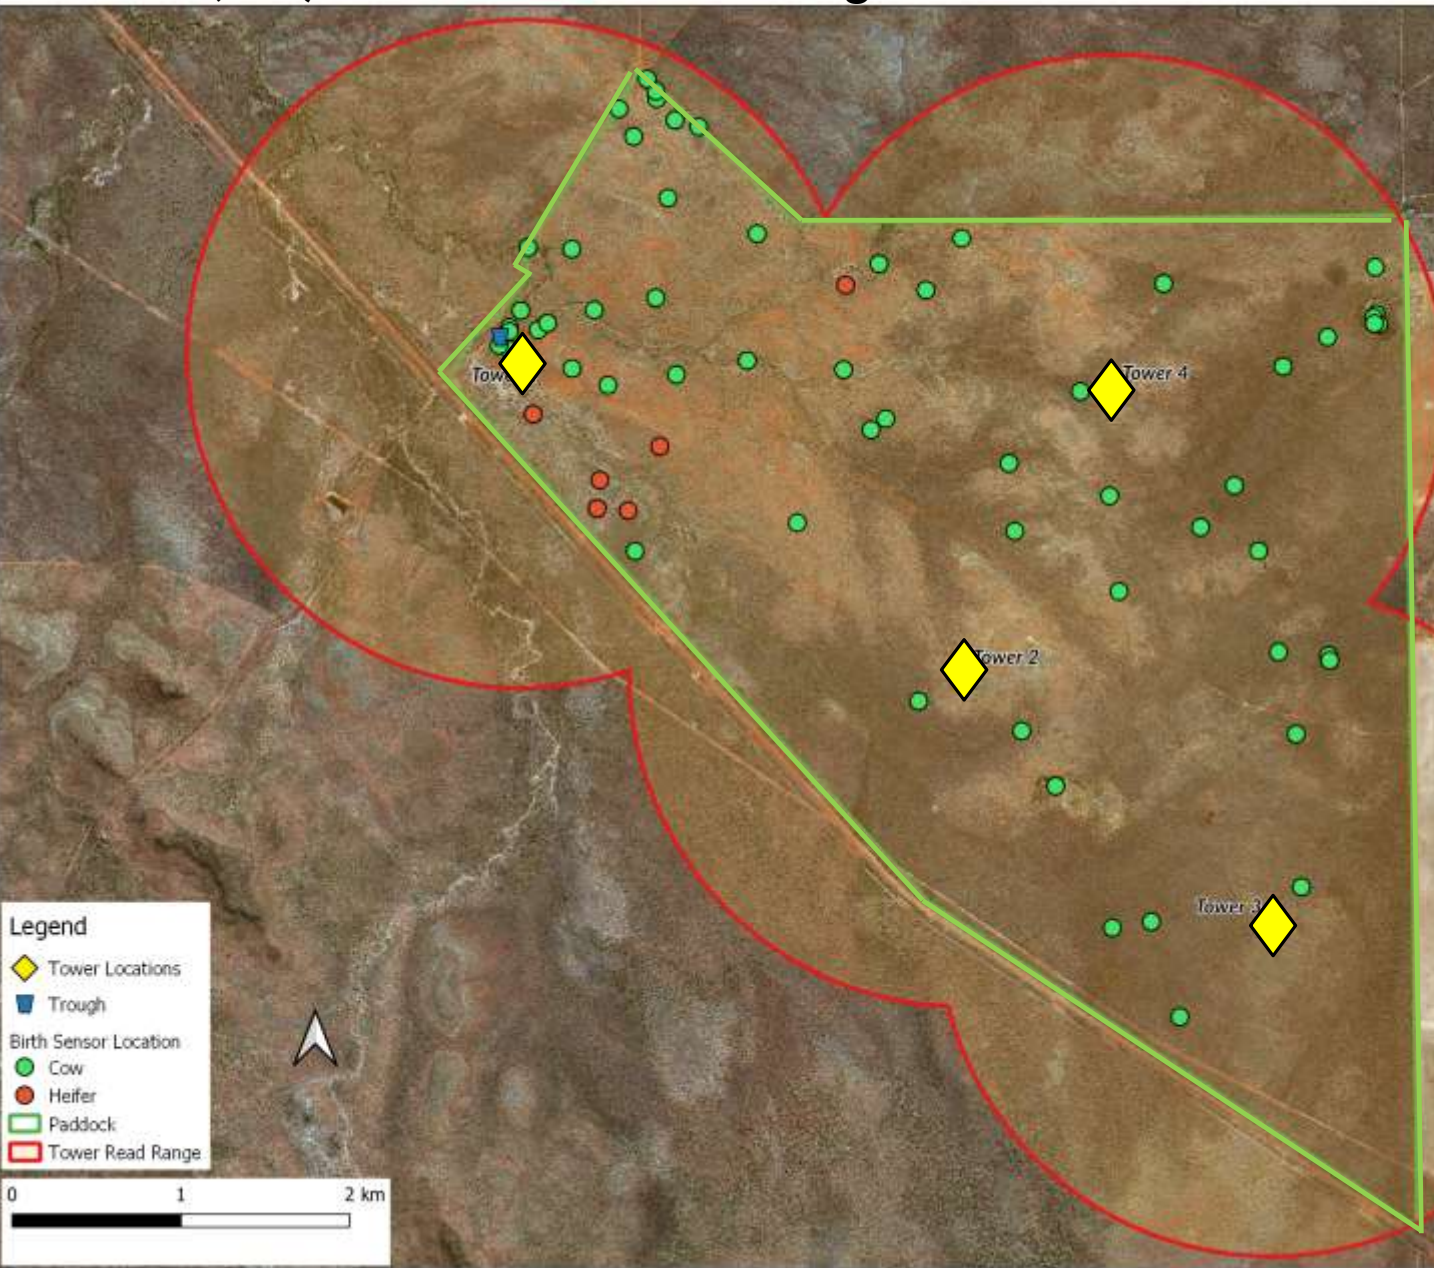 Tower 4
Tower 2
Tower 3
Legend
Tower Locations
Trough
Birth Sensor Location
Cow
Heifer
Paddock
Tower Read Range
0 1 2 km